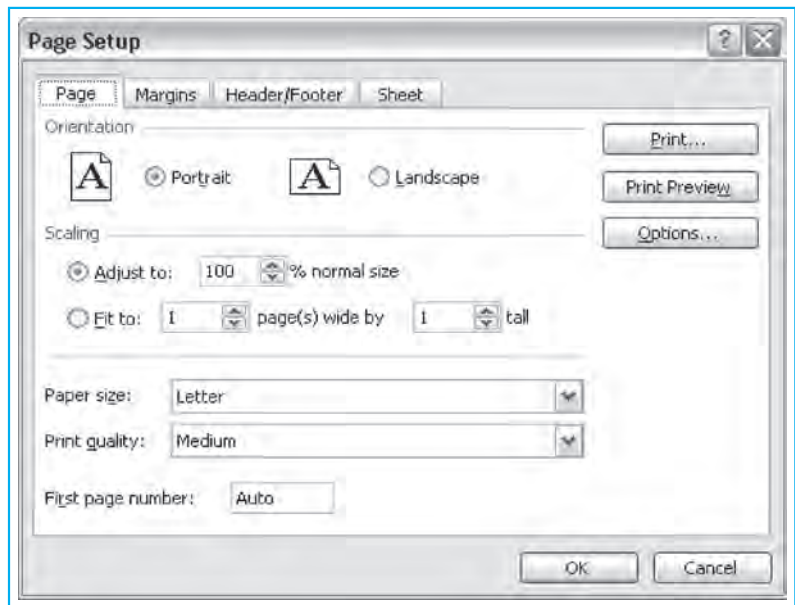 Page Setup
Page Margins Header/Footer Sheet
Orientation
Print...
A Portrait A Landscape
Print Preview
Scaling
Options...
Adjust to: 100 % normal size
Fit to: 1 page(s) wide by 1 tall
Paper size: Letter
Print quality: Medium
First page number: Auto
OK Cancel